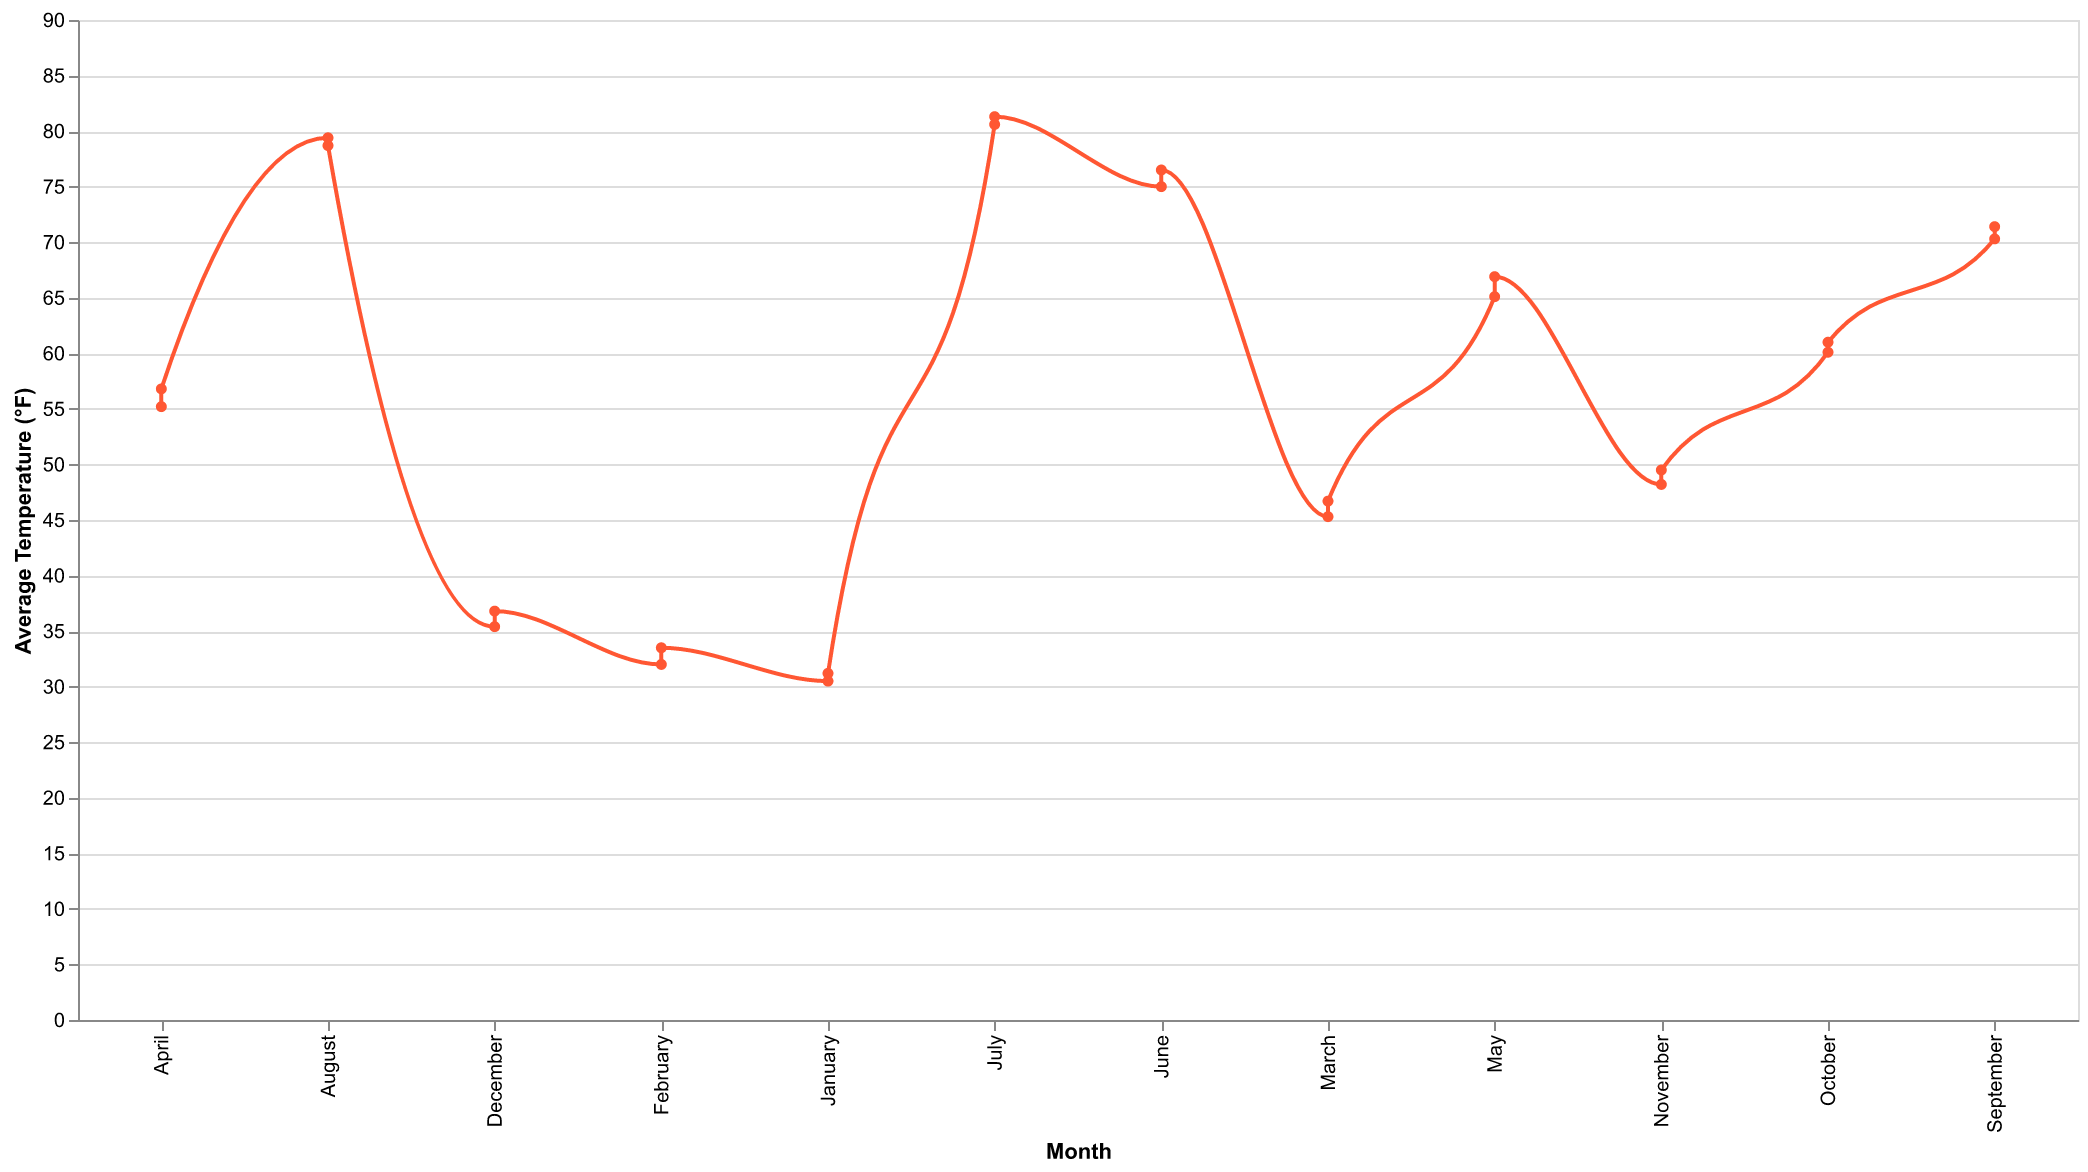 90
85
80
75
70
65
60
55
50
45
40
35
30
25
20
15
10
5
0
Average Temperature (°F)
April
August
December
February
January
July
June
March
May
November
October
September
Month